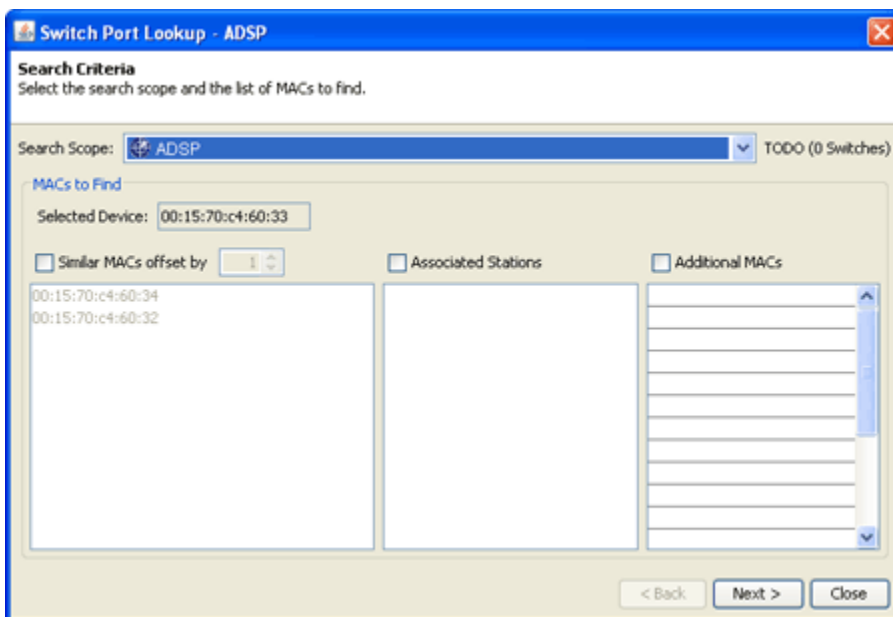 Switch Port Lookup - ADSP
Search Criteria
Select the search scope and the list of MACs to find.
Search Scope: ADSP TODO (0 Switches)
MACs to Find
Selected Device: 00:15:70:c4:60:33
Similar MACs offset by 1 Associated Stations Additional MACs
00:15:70:c4:60:34
00:15:70:c4:60:32
< Back Next > Close